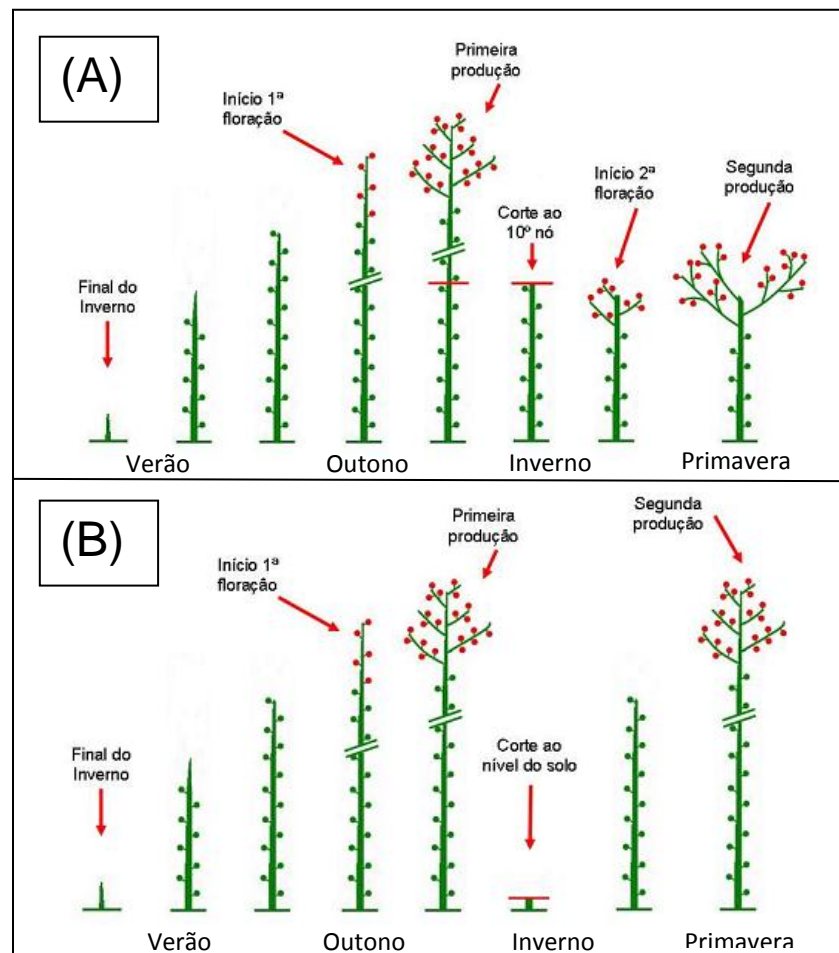 (A)
Primeira
produção
Início 1ª
floração
Corte ao
10º nó
Início 2ª
floração
Segunda
produção
Final do
Inverno
Verão
Outono
Inverno
Primavera
(B)
Primeira
produção
Segunda
produção
Início 1ª
floração
Final do
Inverno
Corte ao
nível do solo
Verão
Outono
Inverno
Primavera